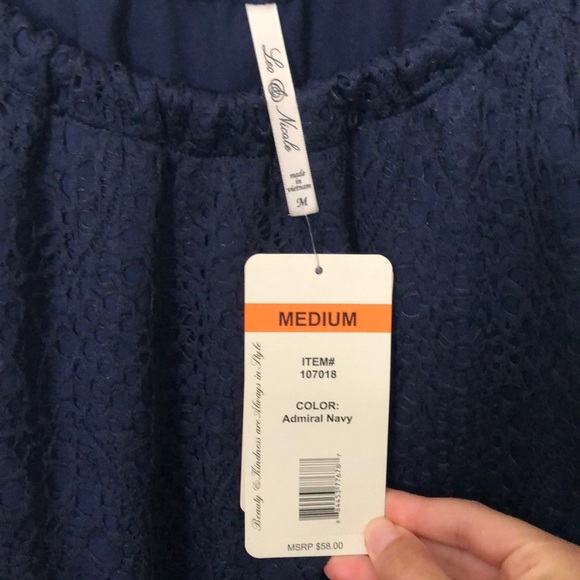 Leo & Nicole
made
in
vietnam
M
MEDIUM
ITEM#
107018
COLOR:
Admiral Navy
Beauty & Kindness are Always in Style
MSRP $58.00